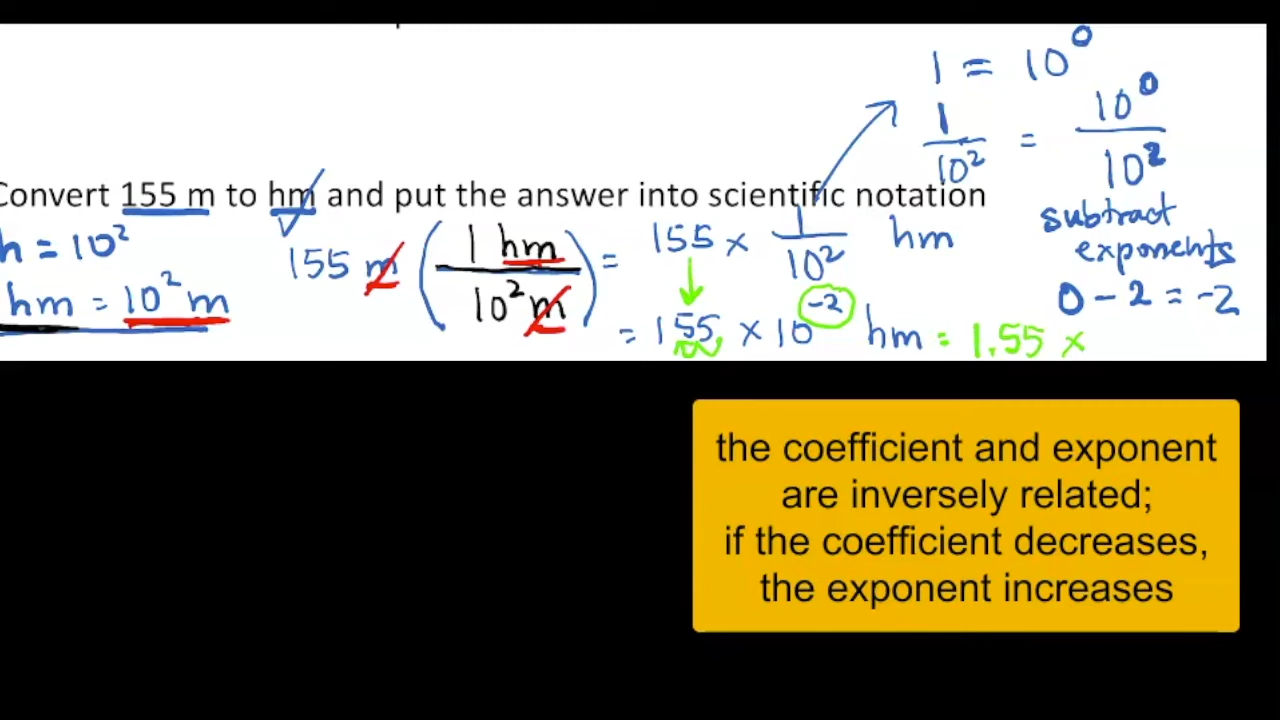 1 = 10⁰
1/10² = 10⁰/10²
Convert 155 m to hm and put the answer into scientific notation
h = 10²
hm = 10² m
155 m (1 hm / 10² m) = 155 × 1/10² hm
= 155 × 10⁻² hm = 1.55 ×
subtract
exponents
0 - 2 = -2
the coefficient and exponent
are inversely related;
if the coefficient decreases,
the exponent increases